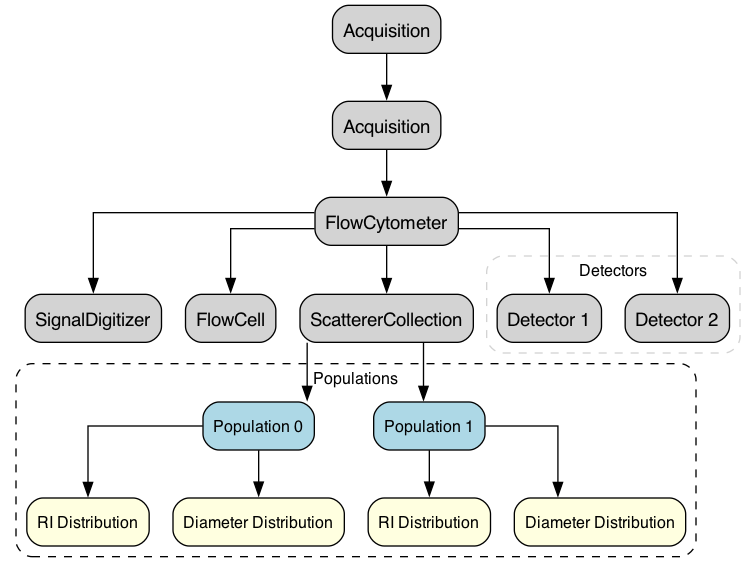 Acquisition
Acquisition
FlowCytometer
Detectors
SignalDigitizer
FlowCell
ScattererCollection
Detector 1
Detector 2
Populations
Population 0
Population 1
RI Distribution
Diameter Distribution
RI Distribution
Diameter Distribution